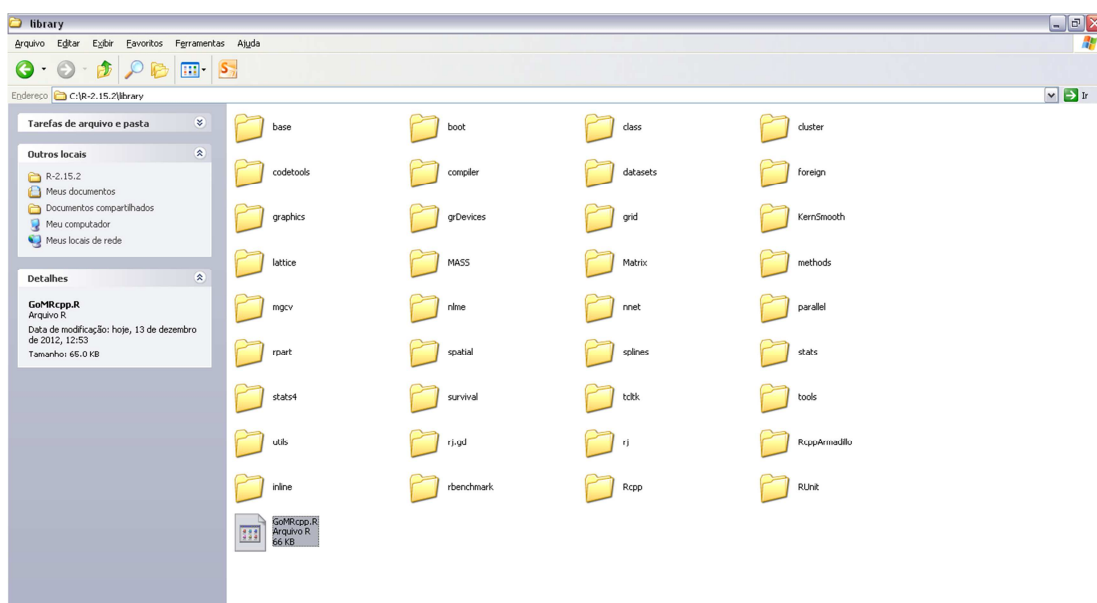 library
Arquivo Editar Exibir Favoritos Ferramentas Ajuda
Endereço C:\R-2.15.2\library Ir
Tarefas de arquivo e pasta
Outros locais
R-2.15.2
Meus documentos
Documentos compartilhados
Meu computador
Meus locais de rede
Detalhes
GoMRcpp.R
Arquivo R
Data de modificação: hoje, 13 de dezembro
de 2012, 12:53
Tamanho: 65,0 KB
base boot class cluster
codetools compiler datasets foreign
graphics grDevices grid KernSmooth
lattice MASS Matrix methods
mgcv nlme nnet parallel
rpart spatial splines stats
stats4 survival tcltk tools
utils rj.gd rj RcppArmadillo
inline rbenchmark Rcpp RUnit
GoMRcpp.R
Arquivo R
66 KB